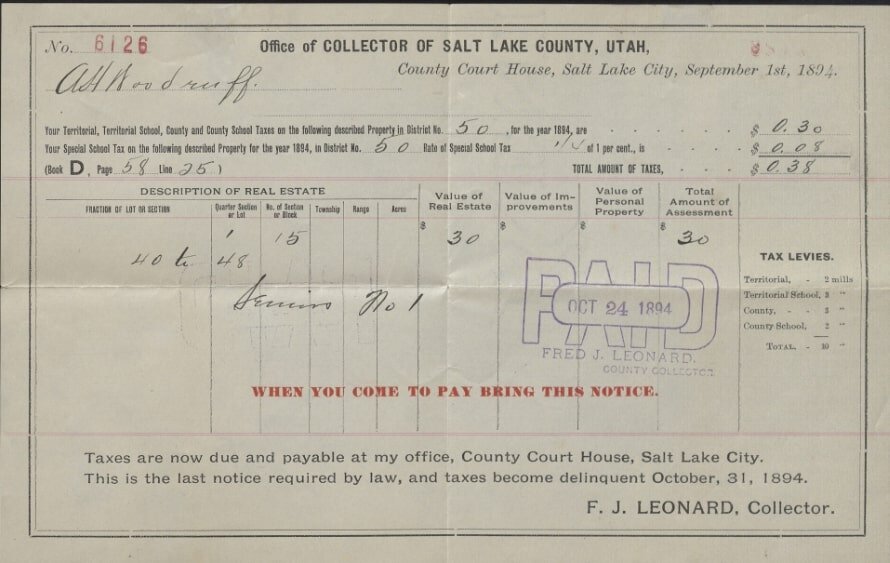 No. 6126
Office of COLLECTOR OF SALT LAKE COUNTY, UTAH,
County Court House, Salt Lake City, September 1st, 1894.
A H Woodruff.
Your Territorial, Territorial School, County and County School Taxes on the following described Property in District No. 50, for the year 1894, are $ 0.30
Your Special School Tax on the following described Property for the year 1894, in District No. 50 Rate of Special School Tax 1/4 of 1 per cent., is $ 0.08
(Book D, Page 58 Line 25) TOTAL AMOUNT OF TAXES, $ 0.38
DESCRIPTION OF REAL ESTATE
FRACTION OF LOT OR SECTION
Quarter Section or Lot
No. of Section or Block
Township
Range
Acres
Value of Real Estate
Value of Im-provements
Value of Personal Property
Total Amount of Assessment
$ $ $ $
1 15 30 30
40 to 48
No 1
PAID
OCT 24 1894
FRED J. LEONARD.
COUNTY COLLECTOR
TAX LEVIES.
Territorial, - 2 mills
Territorial School, 3 "
County, - - 3 "
County School, 2 "
TOTAL, - 10 "
WHEN YOU COME TO PAY BRING THIS NOTICE.
Taxes are now due and payable at my office, County Court House, Salt Lake City.
This is the last notice required by law, and taxes become delinquent October, 31, 1894.
F. J. LEONARD, Collector.